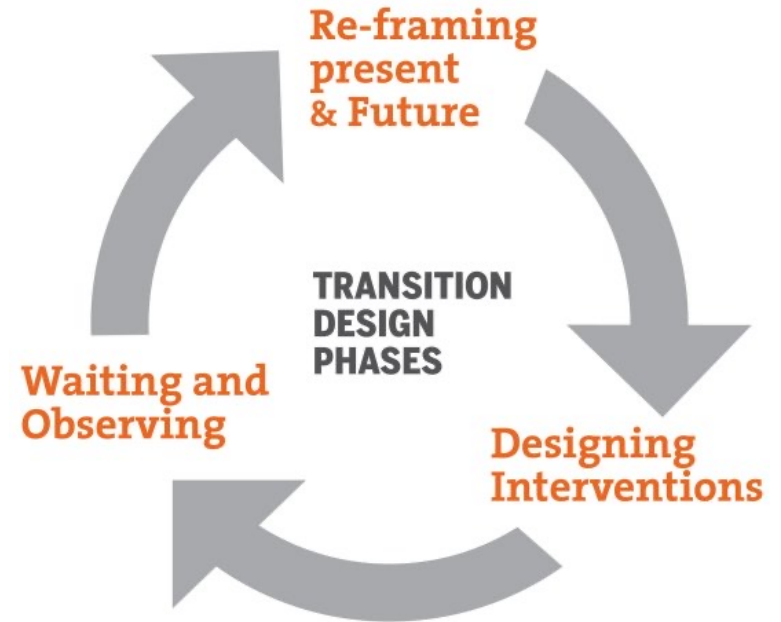 Re-framing
present
& Future
TRANSITION
DESIGN
PHASES
Waiting and
Observing
Designing
Interventions